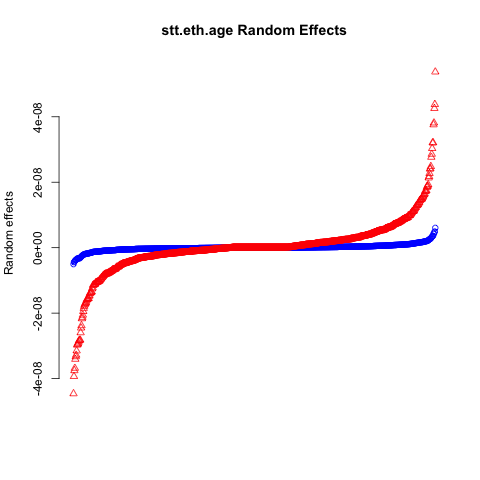 stt.eth.age Random Effects
Random effects
4e-08
2e-08
0e+00
-2e-08
-4e-08